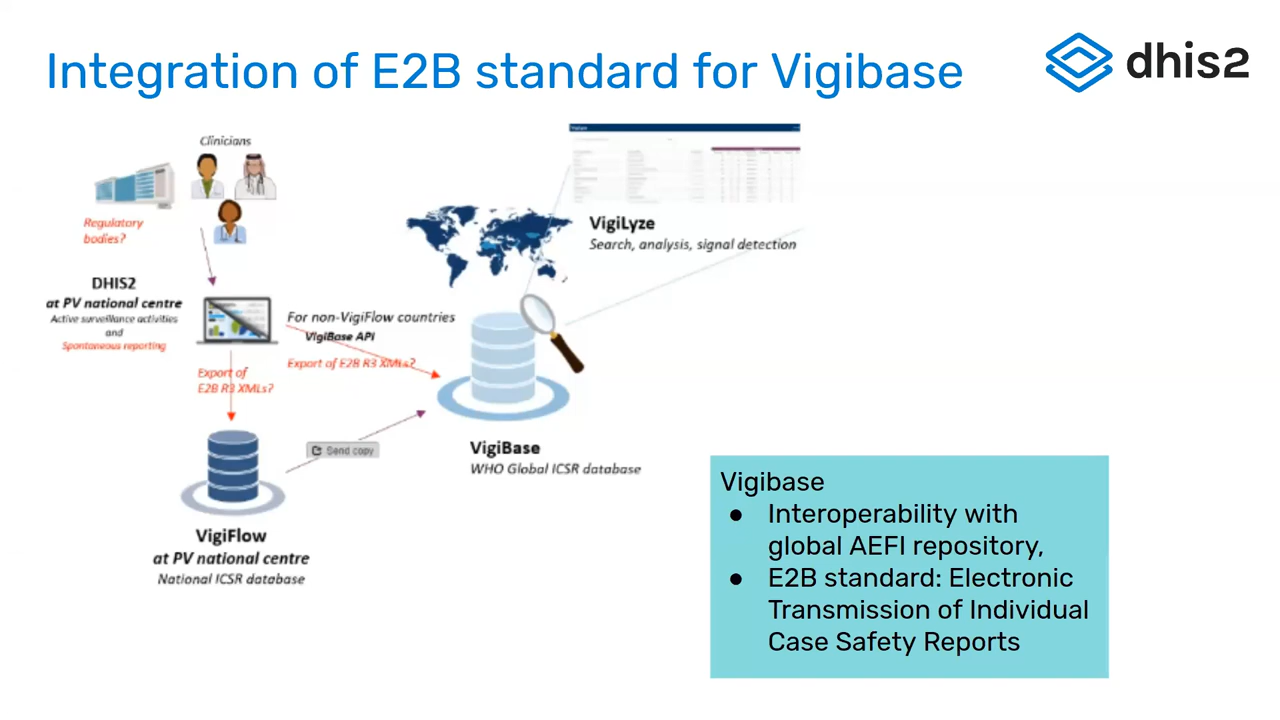 Integration of E2B standard for Vigibase
dhis2
Clinicians
Regulatory
bodies?
DHIS2
at PV national centre
Active surveillance activities
and
Spontaneous reporting
For non-VigiFlow countries
VigiBase API
Export of E2B R3 XMLs?
Export of
E2B R3 XMLs?
Send copy
VigiFlow
at PV national centre
National ICSR database
VigiLyze
Search, analysis, signal detection
VigiBase
WHO Global ICSR database
Vigibase
● Interoperability with
global AEFI repository,
● E2B standard: Electronic
Transmission of Individual
Case Safety Reports